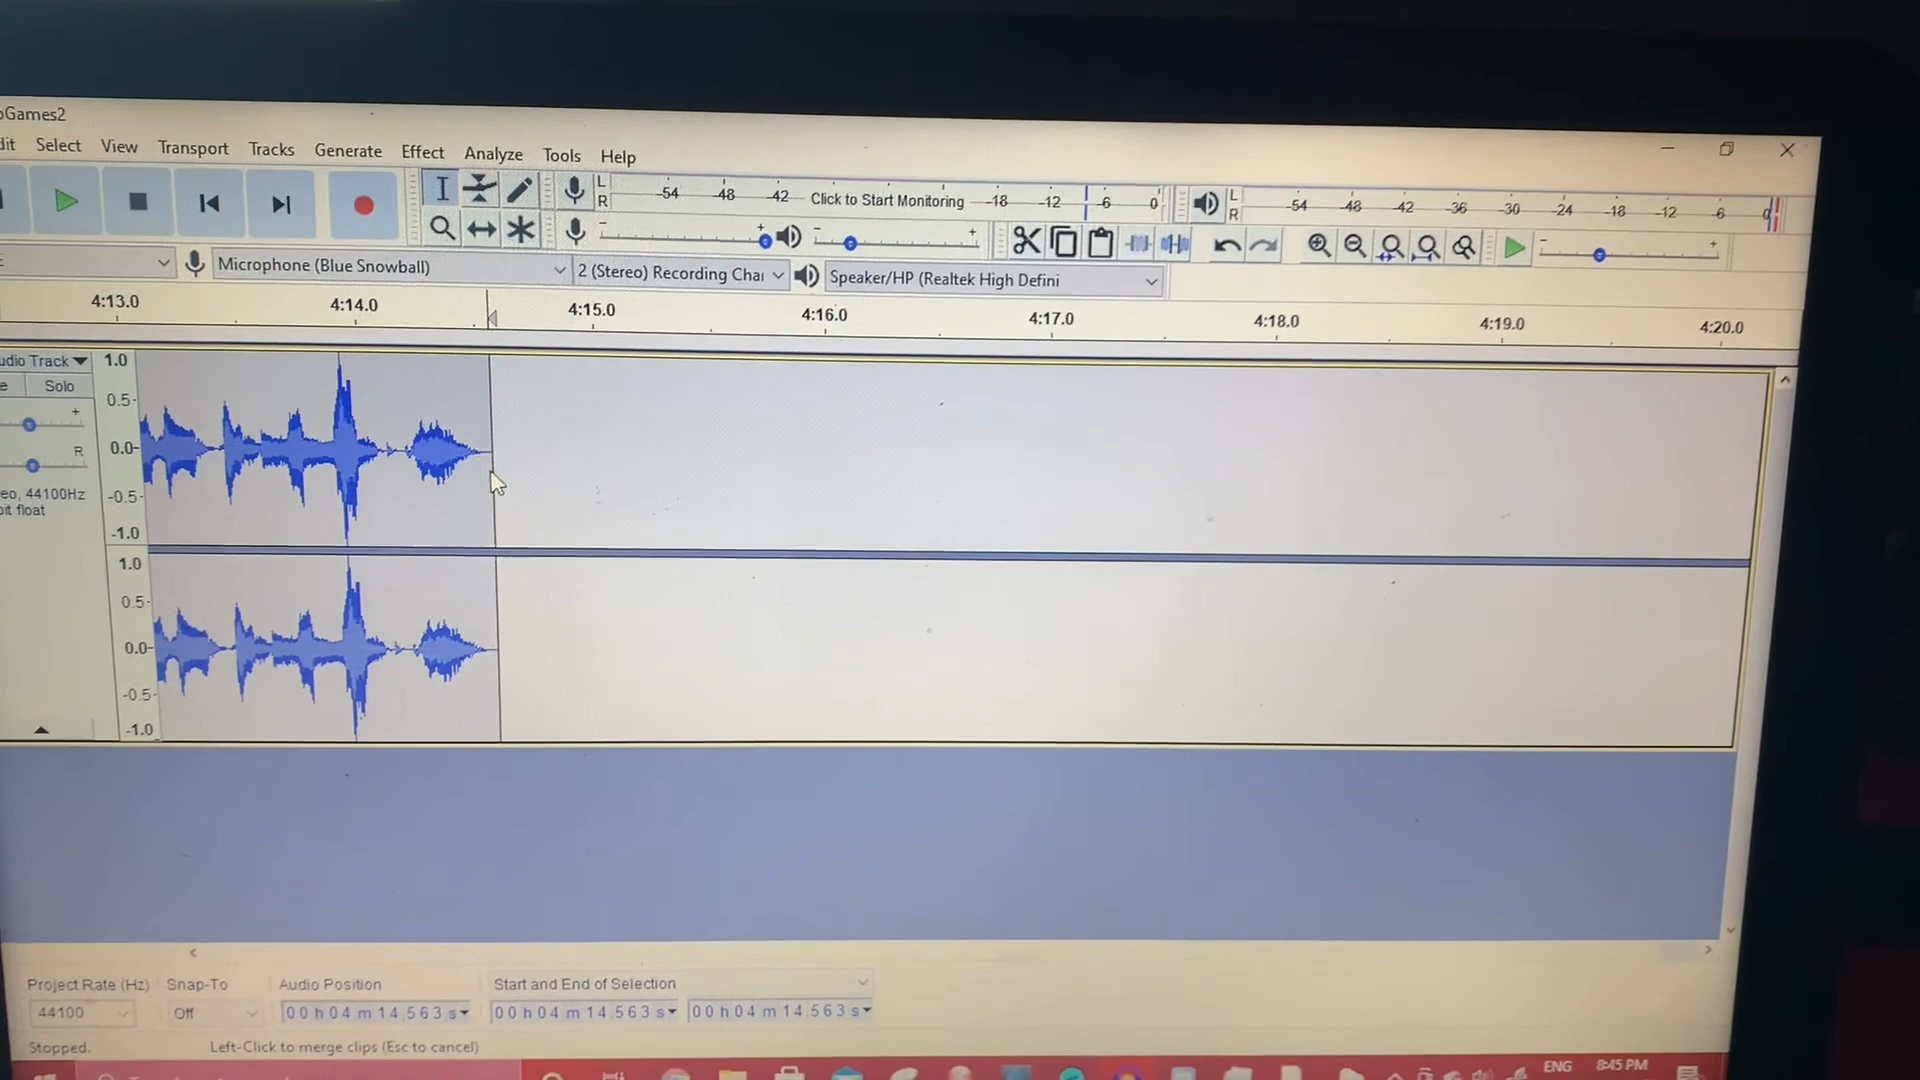 oGames2
dit Select View Transport Tracks Generate Effect Analyze Tools Help
L
R
-54 -48 -42 Click to Start Monitoring -18 -12 -6 0
L
R
-54 -48 -42 -36 -30 -24 -18 -12 -6 0
- + - + - +
E Microphone (Blue Snowball) 2 (Stereo) Recording Chai Speaker/HP (Realtek High Defini
4:13.0 4:14.0 4:15.0 4:16.0 4:17.0 4:18.0 4:19.0 4:20.0
udio Track 1.0
e Solo
+ 0.5
R 0.0
eo, 44100Hz -0.5
bit float
-1.0
1.0
0.5
0.0
-0.5
-1.0
Project Rate (Hz) Snap-To Audio Position Start and End of Selection
44100 Off 00 h 04 m 14.563 s 00 h 04 m 14.563 s 00 h 04 m 14.563 s
Stopped. Left-Click to merge clips (Esc to cancel)
ENG 8:45 PM